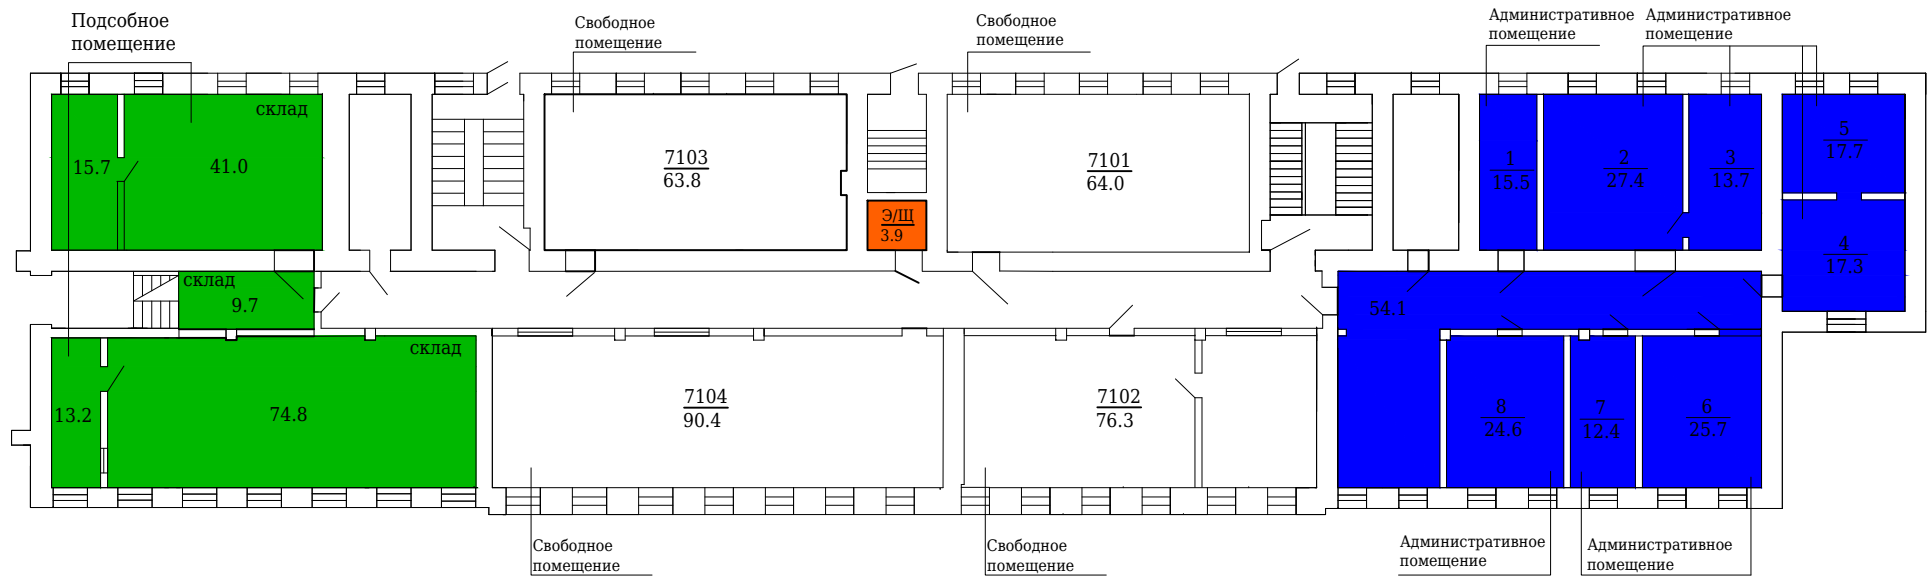 Подсобное
помещение
Свободное
помещение
Свободное
помещение
Административное
помещение
Административное
помещение
склад
15.7
41.0
7103
63.8
Э/Щ
3.9
7101
64.0
1
15.5
2
27.4
3
13.7
5
17.7
4
17.3
склад
9.7
54.1
склад
13.2
74.8
7104
90.4
7102
76.3
8
24.6
7
12.4
6
25.7
Свободное
помещение
Свободное
помещение
Административное
помещение
Административное
помещение